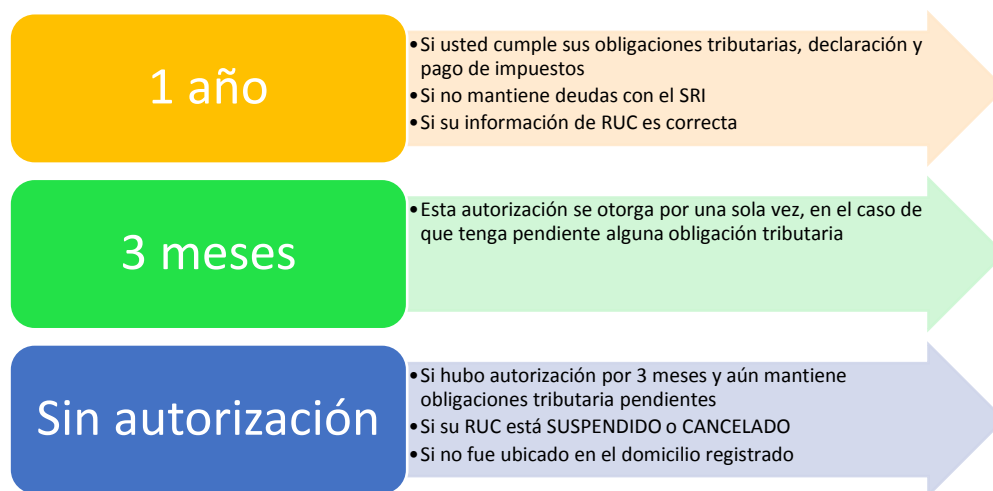 1 año
•Si usted cumple sus obligaciones tributarias, declaración y
pago de impuestos
•Si no mantiene deudas con el SRI
•Si su información de RUC es correcta
3 meses
•Esta autorización se otorga por una sola vez, en el caso de
que tenga pendiente alguna obligación tributaria
Sin autorización
•Si hubo autorización por 3 meses y aún mantiene
obligaciones tributaria pendientes
•Si su RUC está SUSPENDIDO o CANCELADO
•Si no fue ubicado en el domicilio registrado